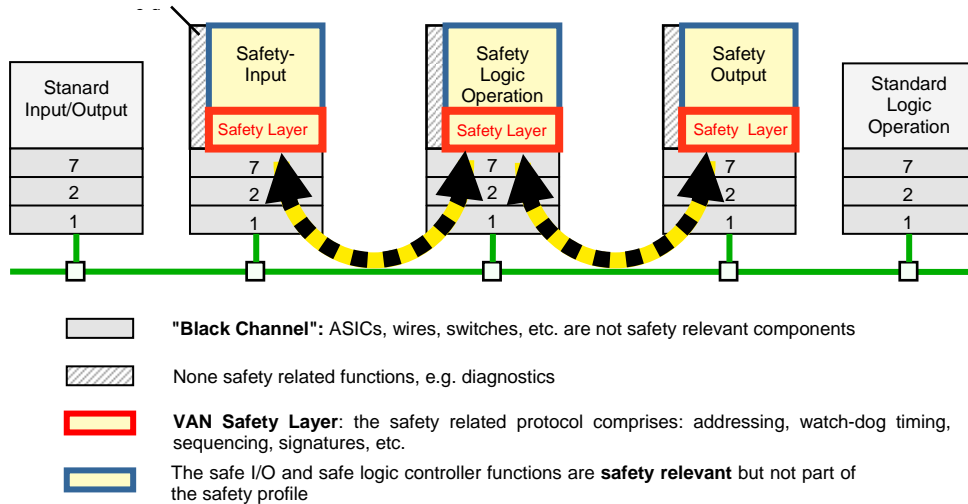 Stanard
Input/Output
7
2
1
Safety-
Input
Safety Layer
7
2
1
Safety
Logic
Operation
Safety Layer
7
2
1
Safety
Output
Safety Layer
7
2
1
Standard
Logic
Operation
7
2
1
"Black Channel": ASICs, wires, switches, etc. are not safety relevant components
None safety related functions, e.g. diagnostics
VAN Safety Layer: the safety related protocol comprises: addressing, watch-dog timing,
sequencing, signatures, etc.
The safe I/O and safe logic controller functions are safety relevant but not part of
the safety profile